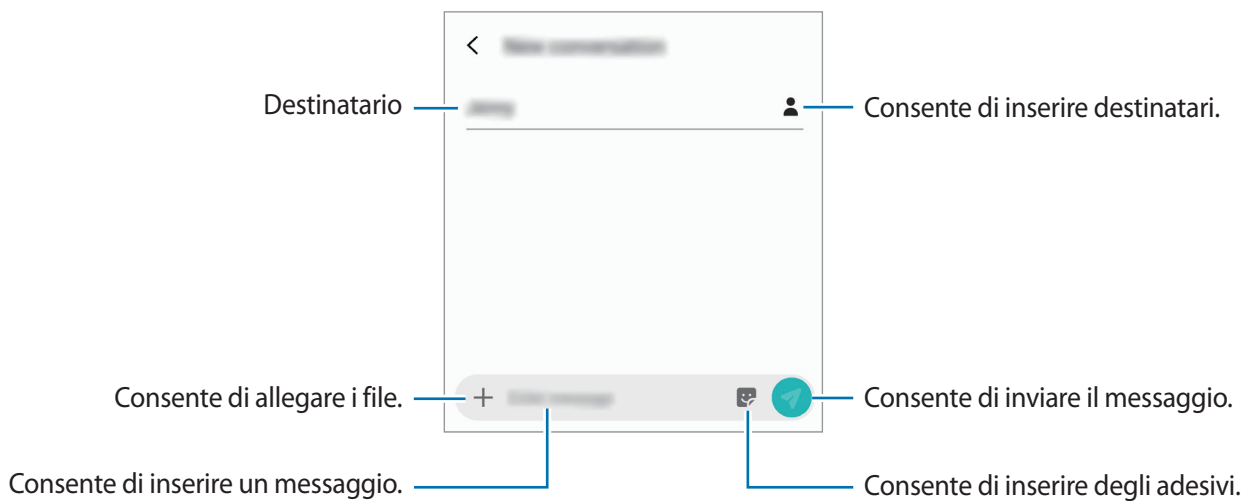 Destinatario
Consente di inserire destinatari.
Consente di allegare i file.
Consente di inviare il messaggio.
Consente di inserire un messaggio.
Consente di inserire degli adesivi.